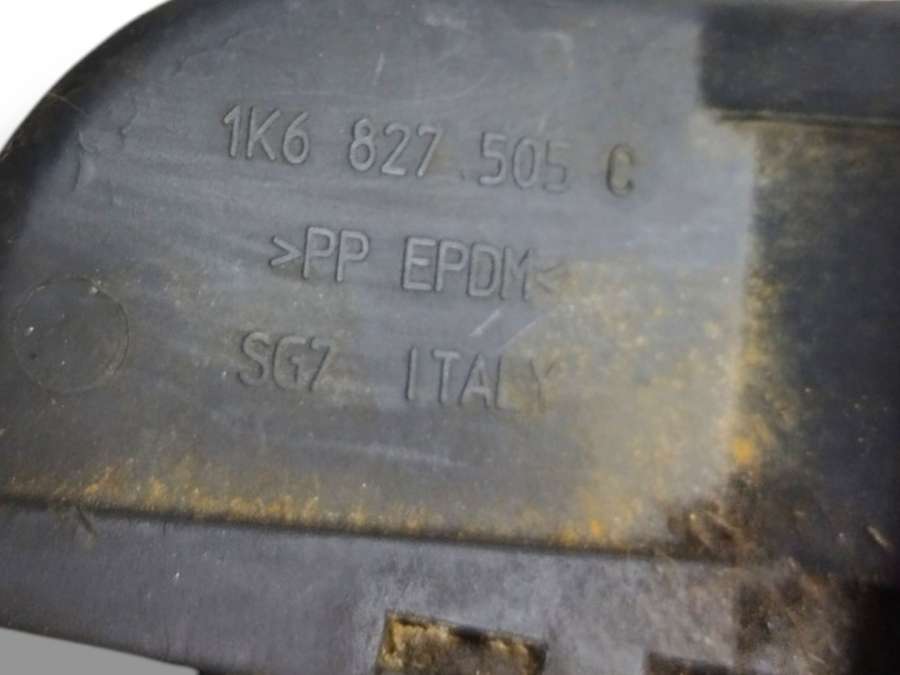 1K6 827 505 C
>PP EPDM<
SG7 ITALY